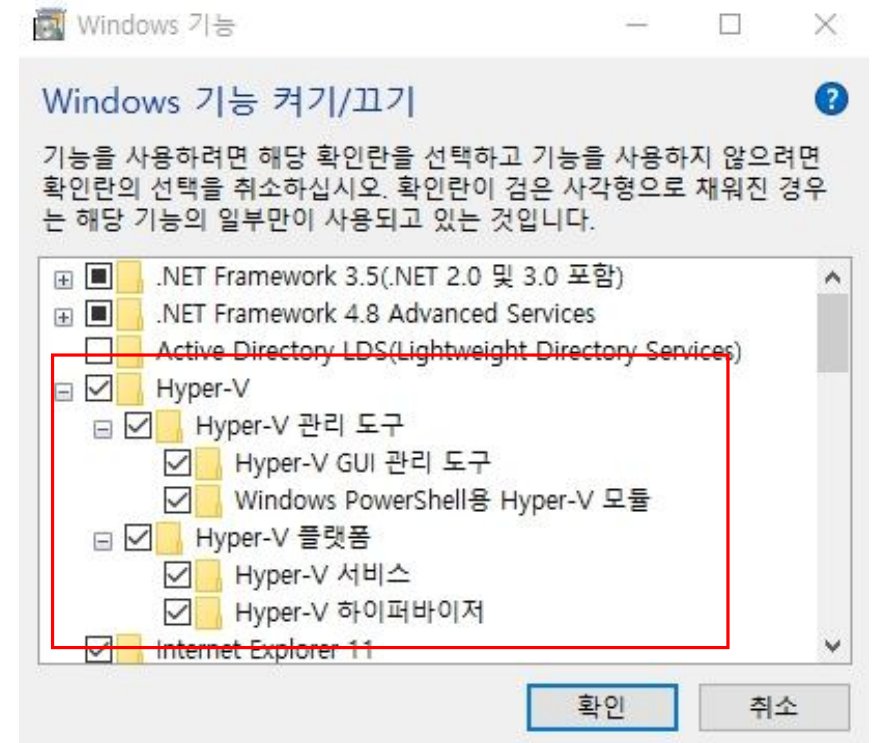 Windows 기능
Windows 기능 켜기/끄기
기능을 사용하려면 해당 확인란을 선택하고 기능을 사용하지 않으려면
확인란의 선택을 취소하십시오. 확인란이 검은 사각형으로 채워진 경우
는 해당 기능의 일부만이 사용되고 있는 것입니다.
.NET Framework 3.5(.NET 2.0 및 3.0 포함)
.NET Framework 4.8 Advanced Services
Active Directory LDS(Lightweight Directory Services)
Hyper-V
Hyper-V 관리 도구
Hyper-V GUI 관리 도구
Windows PowerShell용 Hyper-V 모듈
Hyper-V 플랫폼
Hyper-V 서비스
Hyper-V 하이퍼바이저
Internet Explorer 11
확인
취소